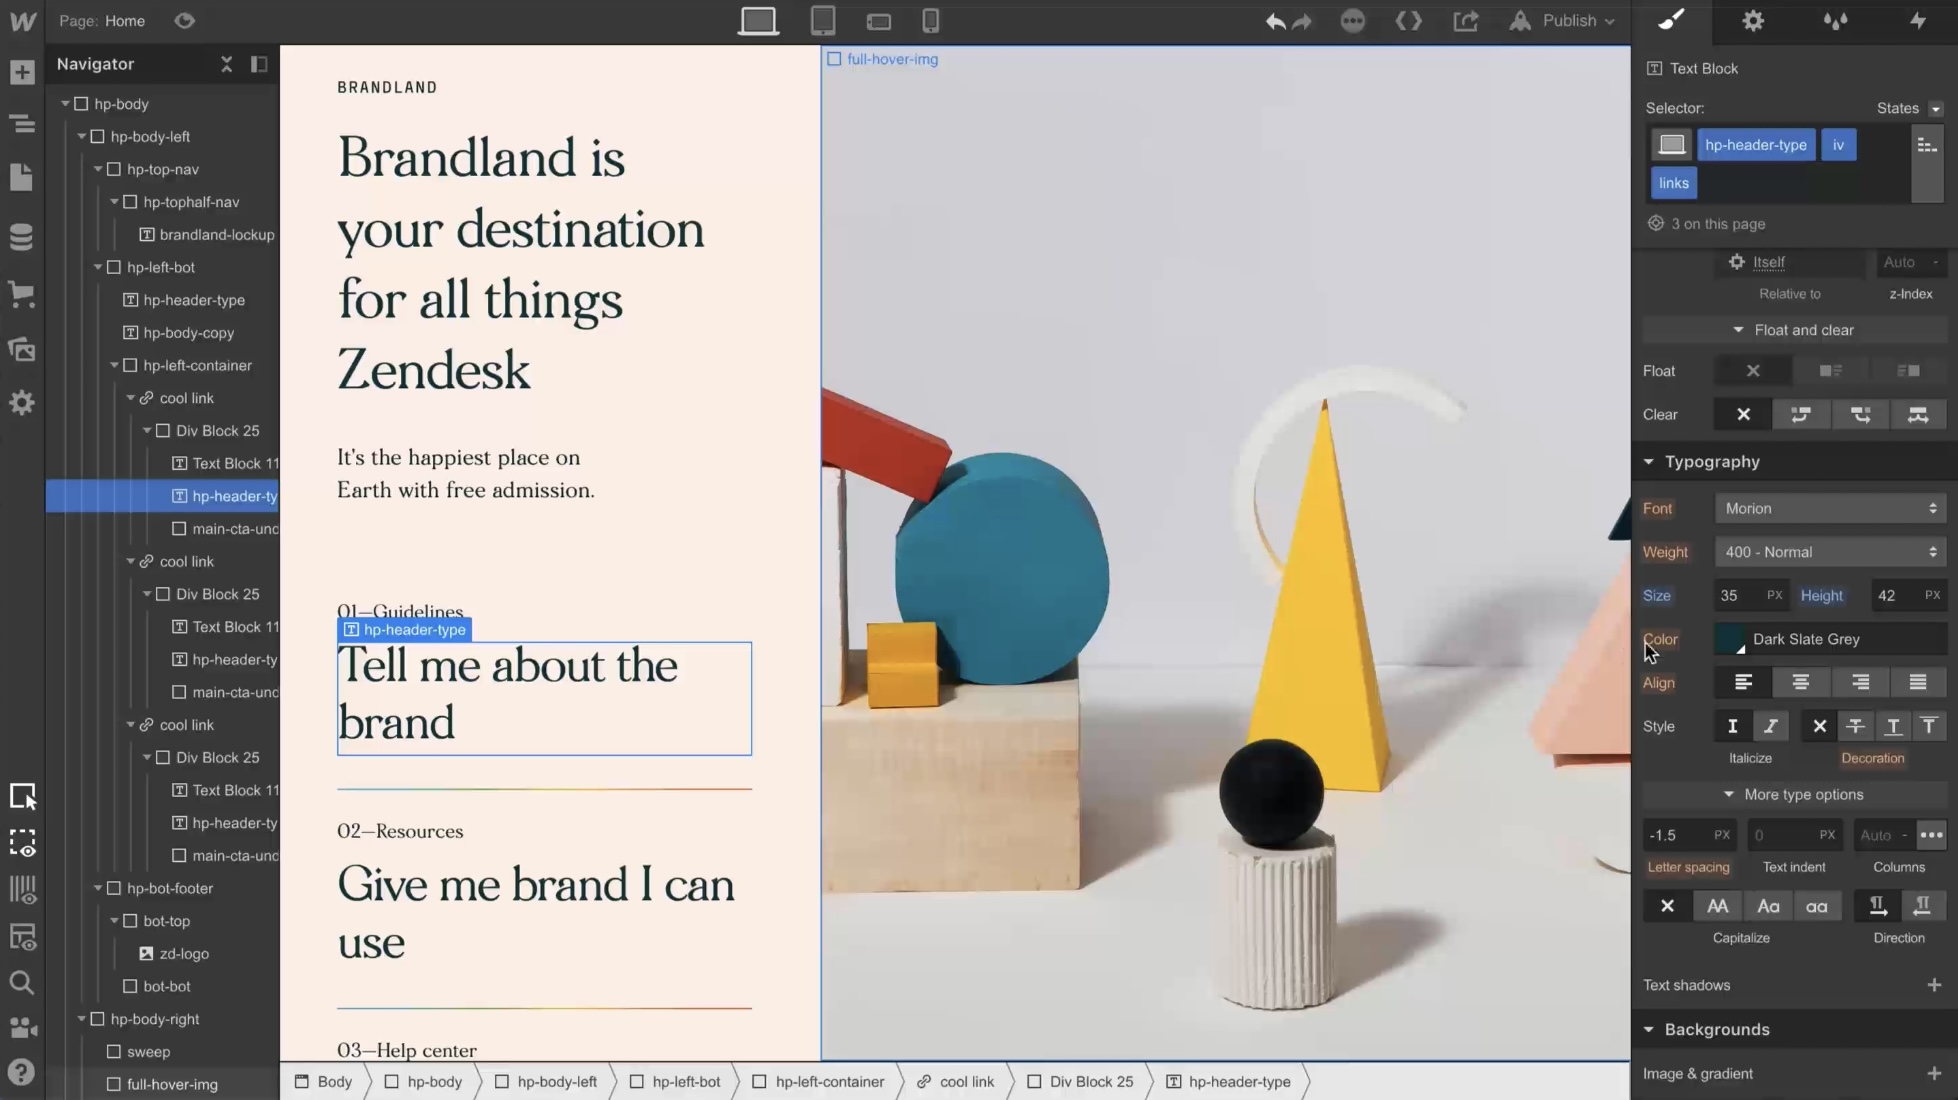 Page: Home
Publish
Navigator
hp-body
hp-body-left
hp-top-nav
hp-tophalf-nav
brandland-lockup
hp-left-bot
hp-header-type
hp-body-copy
hp-left-container
cool link
Div Block 25
Text Block 11
hp-header-ty
main-cta-und
cool link
Div Block 25
Text Block 11
hp-header-ty
main-cta-und
cool link
Div Block 25
Text Block 11
hp-header-ty
main-cta-und
hp-bot-footer
bot-top
zd-logo
bot-bot
hp-body-right
sweep
full-hover-img
BRANDLAND
Brandland is
your destination
for all things
Zendesk
It's the happiest place on
Earth with free admission.
01—Guidelines
hp-header-type
Tell me about the
brand
02—Resources
Give me brand I can
use
03—Help center
full-hover-img
Body
hp-body
hp-body-left
hp-left-bot
hp-left-container
cool link
Div Block 25
hp-header-type
Text Block
Selector:
States
hp-header-type
iv
links
3 on this page
Itself
Auto -
Relative to
z-Index
Float and clear
Float
Clear
Typography
Font
Morion
Weight
400 - Normal
Size
35 PX
Height
42 PX
Color
Dark Slate Grey
Align
Style
Italicize
Decoration
More type options
-1.5 PX
0 PX
Auto -
Letter spacing
Text indent
Columns
AA
Aa
aa
Capitalize
Direction
Text shadows
Backgrounds
Image & gradient